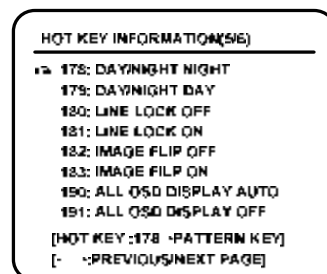 HOT KEY INFORMATION(5/6)
178: DAY/NIGHT NIGHT
179: DAY/NIGHT DAY
180: LINE LOCK OFF
181: LINE LOCK ON
182: IMAGE FLIP OFF
183: IMAGE FILP ON
190: ALL OSD DISPLAY AUTO
191: ALL OSD DISPLAY OFF
[HOT KEY :178 -PATTERN KEY]
[- -:PREVIOUS/NEXT PAGE]